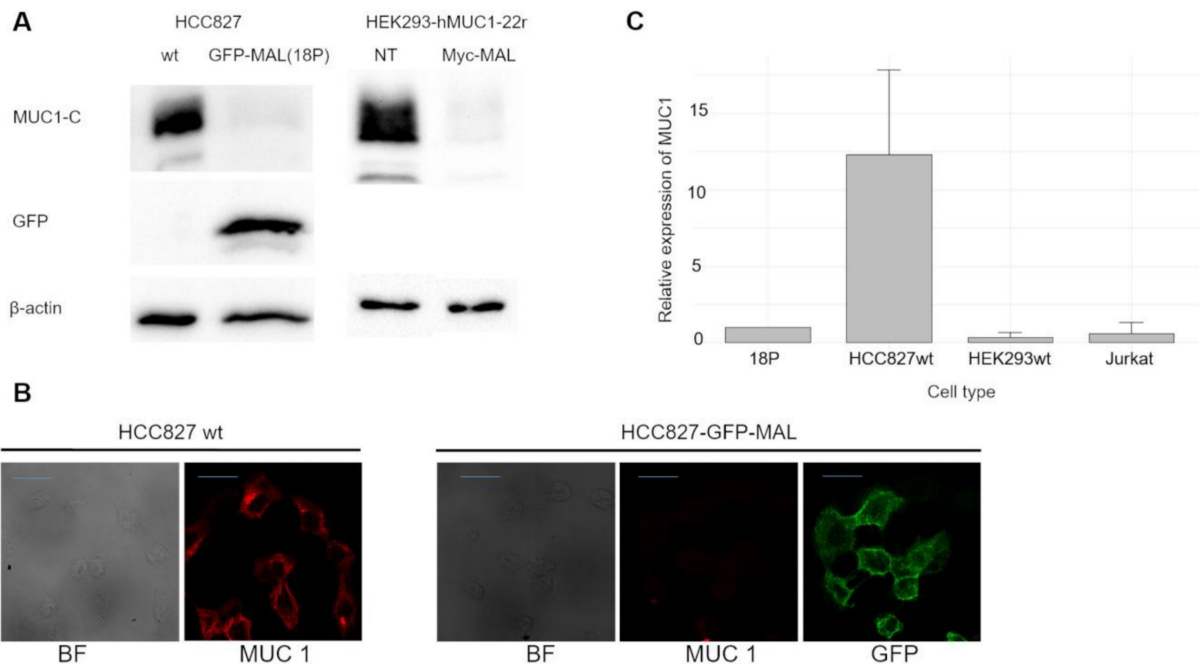 A
HCC827
HEK293-hMUC1-22r
wt GFP-MAL(18P)
NT Myc-MAL
MUC1-C
GFP
β-actin
C
Relative expression of MUC1
15
10
5
0
18P HCC827wt HEK293wt Jurkat
Cell type
B
HCC827 wt
HCC827-GFP-MAL
BF MUC 1
BF MUC 1 GFP